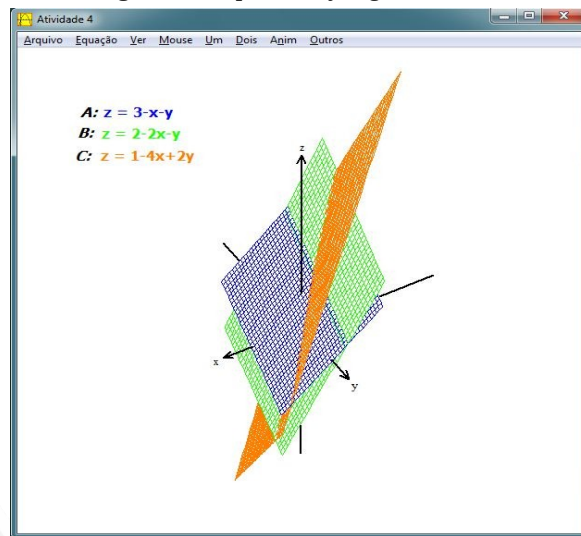 Atividade 4
Arquivo Equação Ver Mouse Um Dois Anim Outros
A: z = 3-x-y
B: z = 2-2x-y
C: z = 1-4x+2y
z
x
y